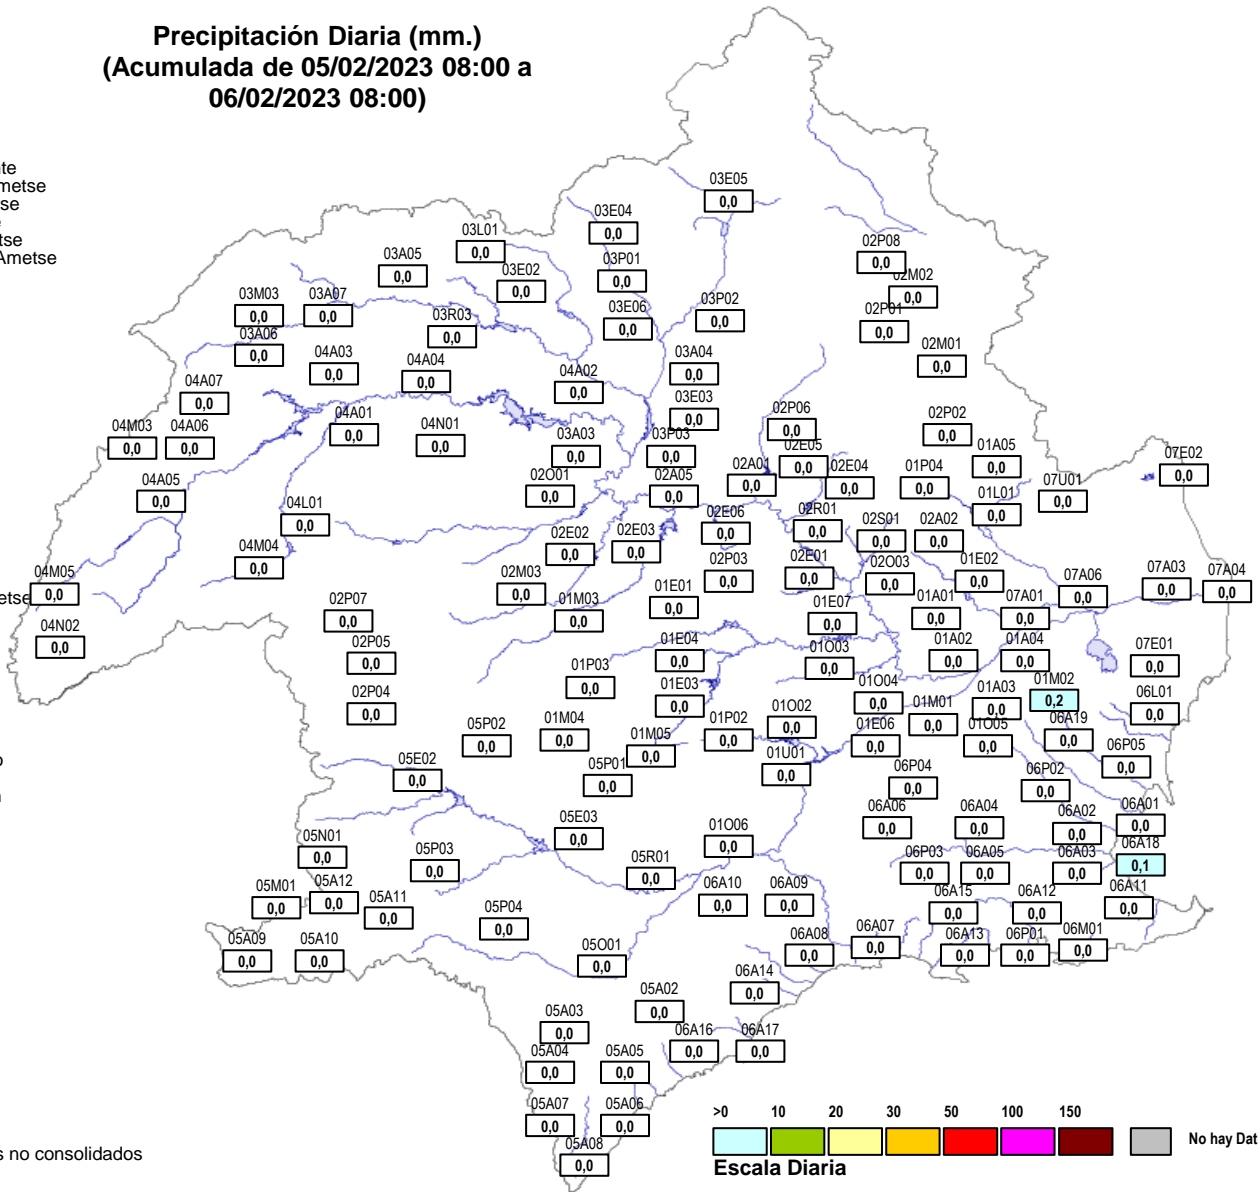 Precipitación Diaria (mm.)
(Acumulada de 05/02/2023 08:00 a
06/02/2023 08:00)
03E05
0,0
03E04
0,0
03L01
0,0
03A05
0,0
03E02
0,0
03P01
0,0
02P08
0,0
02M02
0,0
03M03
0,0
03A07
0,0
03R03
0,0
03E06
0,0
03P02
0,0
02P01
0,0
03A06
0,0
04A03
0,0
04A04
0,0
04A02
0,0
03A04
0,0
02M01
0,0
04A07
0,0
03E03
0,0
04M03
0,0
04A06
0,0
04A01
0,0
04N01
0,0
03A03
0,0
03P03
0,0
02P06
0,0
02E05
0,0
02P02
0,0
01A05
0,0
07E02
0,0
04A05
0,0
02O01
0,0
02A05
0,0
02A01
0,0
02E04
0,0
01P04
0,0
01L01
0,0
07U01
0,0
04L01
0,0
02E06
0,0
02R01
0,0
02S01
0,0
02A02
0,0
04M04
0,0
02E02
0,0
02E03
0,0
02P03
0,0
02E01
0,0
02O03
0,0
01E02
0,0
04M05
0,0
02M03
0,0
01M03
0,0
01E01
0,0
01E07
0,0
01A01
0,0
07A01
0,0
07A06
0,0
07A03
0,0
07A04
0,0
04N02
0,0
02P07
0,0
02P05
0,0
01P03
0,0
01E04
0,0
01O03
0,0
01A02
0,0
01A04
0,0
07E01
0,0
02P04
0,0
01E03
0,0
01O04
0,0
01M01
0,0
01A03
0,0
01M02
0,2
06L01
0,0
05P02
0,0
01M04
0,0
01M05
0,0
01P02
0,0
01O02
0,0
01E06
0,0
01O05
0,0
06A19
0,0
06P05
0,0
05E02
0,0
05P01
0,0
01U01
0,0
06P04
0,0
06P02
0,0
05E03
0,0
01O06
0,0
06A06
0,0
06A04
0,0
06A02
0,0
06A01
0,0
05N01
0,0
05P03
0,0
05R01
0,0
06P03
0,0
06A05
0,0
06A03
0,0
06A18
0,1
05M01
0,0
05A12
0,0
05A11
0,0
05P04
0,0
06A10
0,0
06A09
0,0
06A15
0,0
06A12
0,0
06A11
0,0
05A09
0,0
05A10
0,0
05O01
0,0
06A08
0,0
06A07
0,0
06A13
0,0
06P01
0,0
06M01
0,0
06A14
0,0
05A02
0,0
05A03
0,0
06A16
0,0
06A17
0,0
05A04
0,0
05A05
0,0
05A07
0,0
05A06
0,0
05A08
0,0
no consolidados
>0 10 20 30 50 100 150
No hay Dat
Escala Diaria